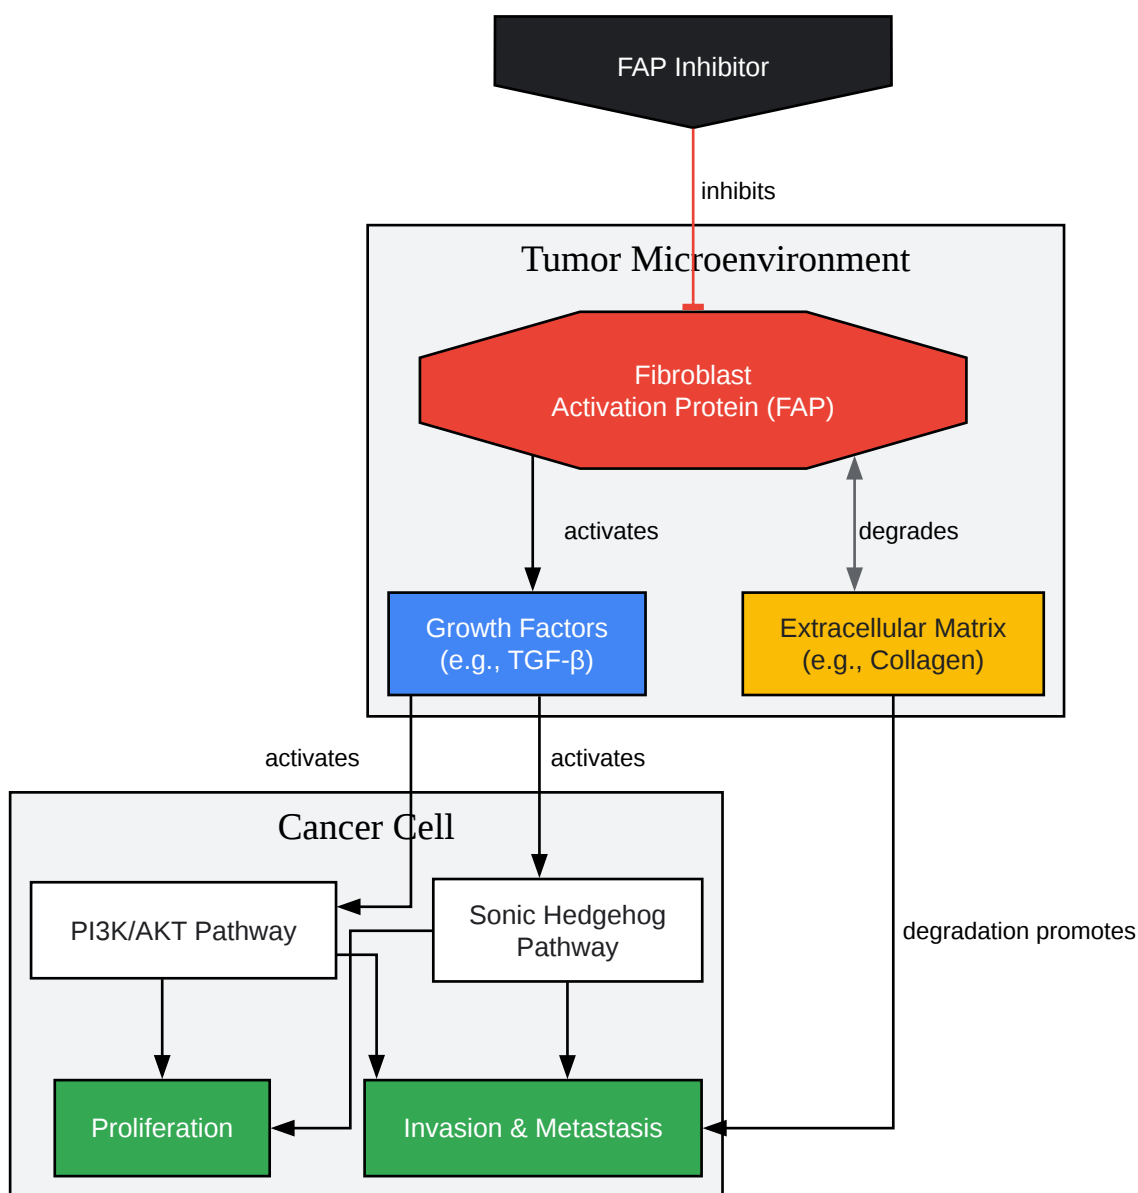 FAP Inhibitor
inhibits
Tumor Microenvironment
Fibroblast
Activation Protein (FAP)
activates
degrades
Growth Factors
(e.g., TGF-β)
Extracellular Matrix
(e.g., Collagen)
activates
activates
Cancer Cell
PI3K/AKT Pathway
Sonic Hedgehog
Pathway
degradation promotes
Proliferation
Invasion & Metastasis